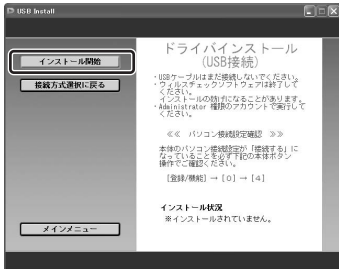 USB Install
インストール開始
接続方式選択に戻る
メインメニュー
ドライバインストール
(USB接続)
・USBケーブルはまだ接続しないでください。
・ウィルスチェックソフトウェアは終了して
ください。
インストールの妨げになることがあります。
・Administrator 権限のアカウントで実行して
ください。
≪≪ パソコン接続設定確認 ≫≫
本体のパソコン接続設定が「接続する」に
なっていることを必ず下記の本体ボタン
操作でご確認ください。
[登録/機能] → [0] → [4]
インストール状況
※インストールされていません。